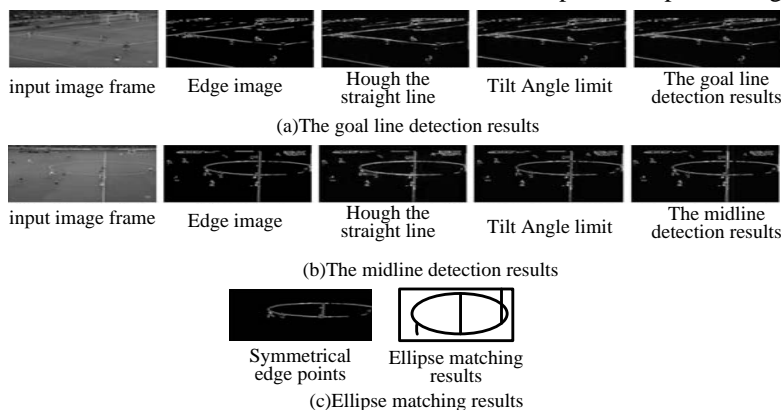 input image frame
Edge image
Hough the
straight line
Tilt Angle limit
The goal line
detection results
(a)The goal line detection results
input image frame
Edge image
Hough the
straight line
Tilt Angle limit
The midline
detection results
(b)The midline detection results
Symmetrical
edge points
Ellipse matching
results
(c)Ellipse matching results